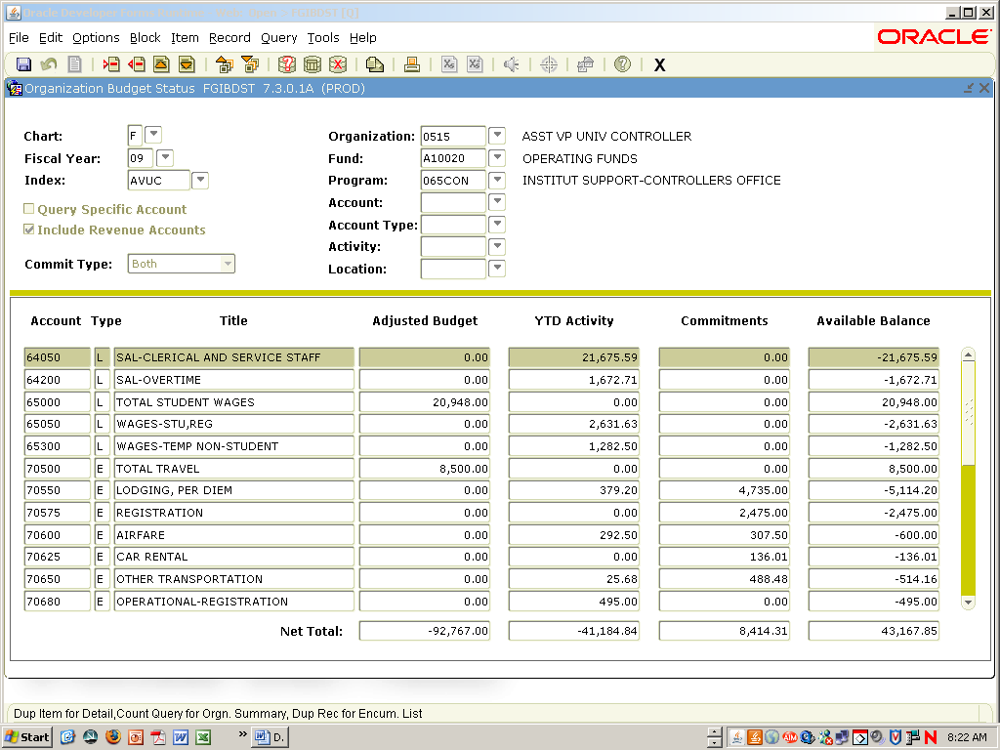 Oracle Developer Forms Runtime - Web: Open > FGIBDST [Q]
File Edit Options Block Item Record Query Tools Help
ORACLE
X
Organization Budget Status FGIBDST 7.3.0.1A (PROD)
Chart: F Organization: 0515 ASST VP UNIV CONTROLLER
Fiscal Year: 09 Fund: A10020 OPERATING FUNDS
Index: AVUC Program: 065CON INSTITUT SUPPORT-CONTROLLERS OFFICE
Account:
Query Specific Account
Account Type:
Include Revenue Accounts
Activity:
Commit Type: Both Location:
Account Type Title Adjusted Budget YTD Activity Commitments Available Balance
64050 L SAL-CLERICAL AND SERVICE STAFF 0.00 21,675.59 0.00 -21,675.59
64200 L SAL-OVERTIME 0.00 1,672.71 0.00 -1,672.71
65000 L TOTAL STUDENT WAGES 20,948.00 0.00 0.00 20,948.00
65050 L WAGES-STU,REG 0.00 2,631.63 0.00 -2,631.63
65300 L WAGES-TEMP NON-STUDENT 0.00 1,282.50 0.00 -1,282.50
70500 E TOTAL TRAVEL 8,500.00 0.00 0.00 8,500.00
70550 E LODGING, PER DIEM 0.00 379.20 4,735.00 -5,114.20
70575 E REGISTRATION 0.00 0.00 2,475.00 -2,475.00
70600 E AIRFARE 0.00 292.50 307.50 -600.00
70625 E CAR RENTAL 0.00 0.00 136.01 -136.01
70650 E OTHER TRANSPORTATION 0.00 25.68 488.48 -514.16
70680 E OPERATIONAL-REGISTRATION 0.00 495.00 0.00 -495.00
Net Total: -92,767.00 -41,184.84 8,414.31 43,167.85
Dup Item for Detail,Count Query for Orgn. Summary, Dup Rec for Encum. List
Start » D. 8:22 AM